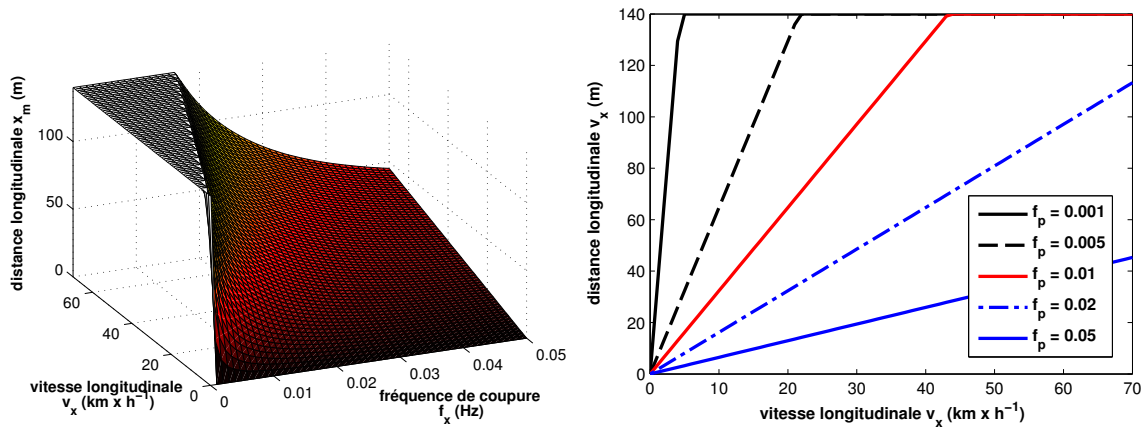 distance longitudinale x_m (m)
100
50
0
60
40
20
0
vitesse longitudinale
v_x (km x h⁻¹)
0
0.01
0.02
0.03
0.04
0.05
fréquence de coupure
f_x (Hz)
distance longitudinale v_x (m)
140
120
100
80
60
40
20
0
0
10
20
30
40
50
60
70
vitesse longitudinale v_x (km x h⁻¹)
f_p = 0.001
f_p = 0.005
f_p = 0.01
f_p = 0.02
f_p = 0.05